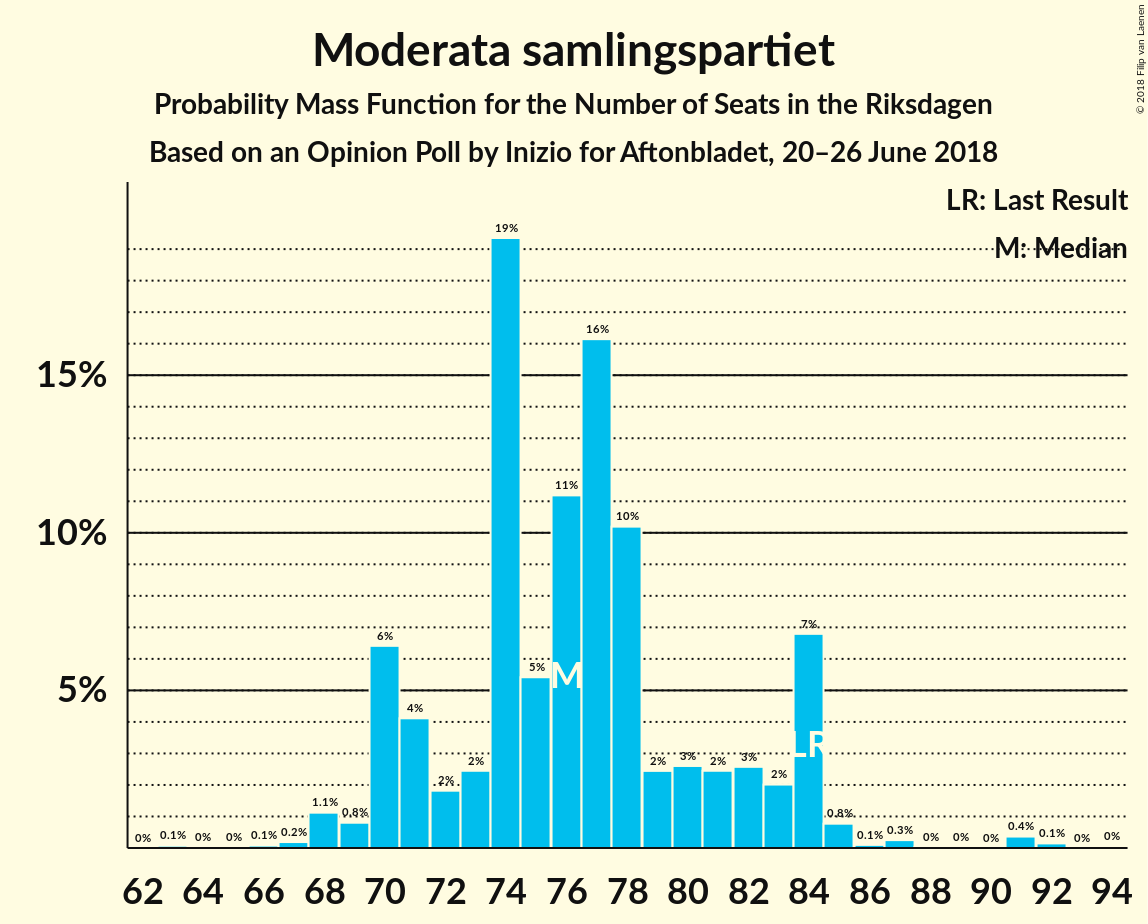 Moderata samlingspartiet
Probability Mass Function for the Number of Seats in the Riksdagen
Based on an Opinion Poll by Inizio for Aftonbladet, 20–26 June 2018
© 2018 Filip van Laenen
LR: Last Result
M: Median
15%
10%
5%
0% 0.1% 0% 0% 0.1% 0.2% 1.1% 0.8% 6% 4% 2% 2% 19% 5% 11% 16% 10% 2% 3% 2% 3% 2% 7% 0.8% 0.1% 0.3% 0% 0% 0% 0.4% 0.1% 0% 0%
M
LR
62 64 66 68 70 72 74 76 78 80 82 84 86 88 90 92 94